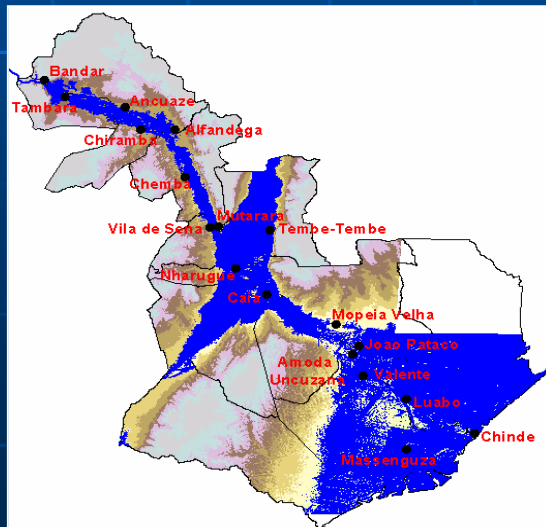 Bandar
Tambara
Ancuaze
Chiramba
Alfandega
Chemba
Vila de Sena
Mutarara
Tembe-Tembe
Nharugue
Caia
Mopeia Velha
Joao Pataco
Amoda
Uncuzana
Valente
Luabo
Chinde
Massenguza